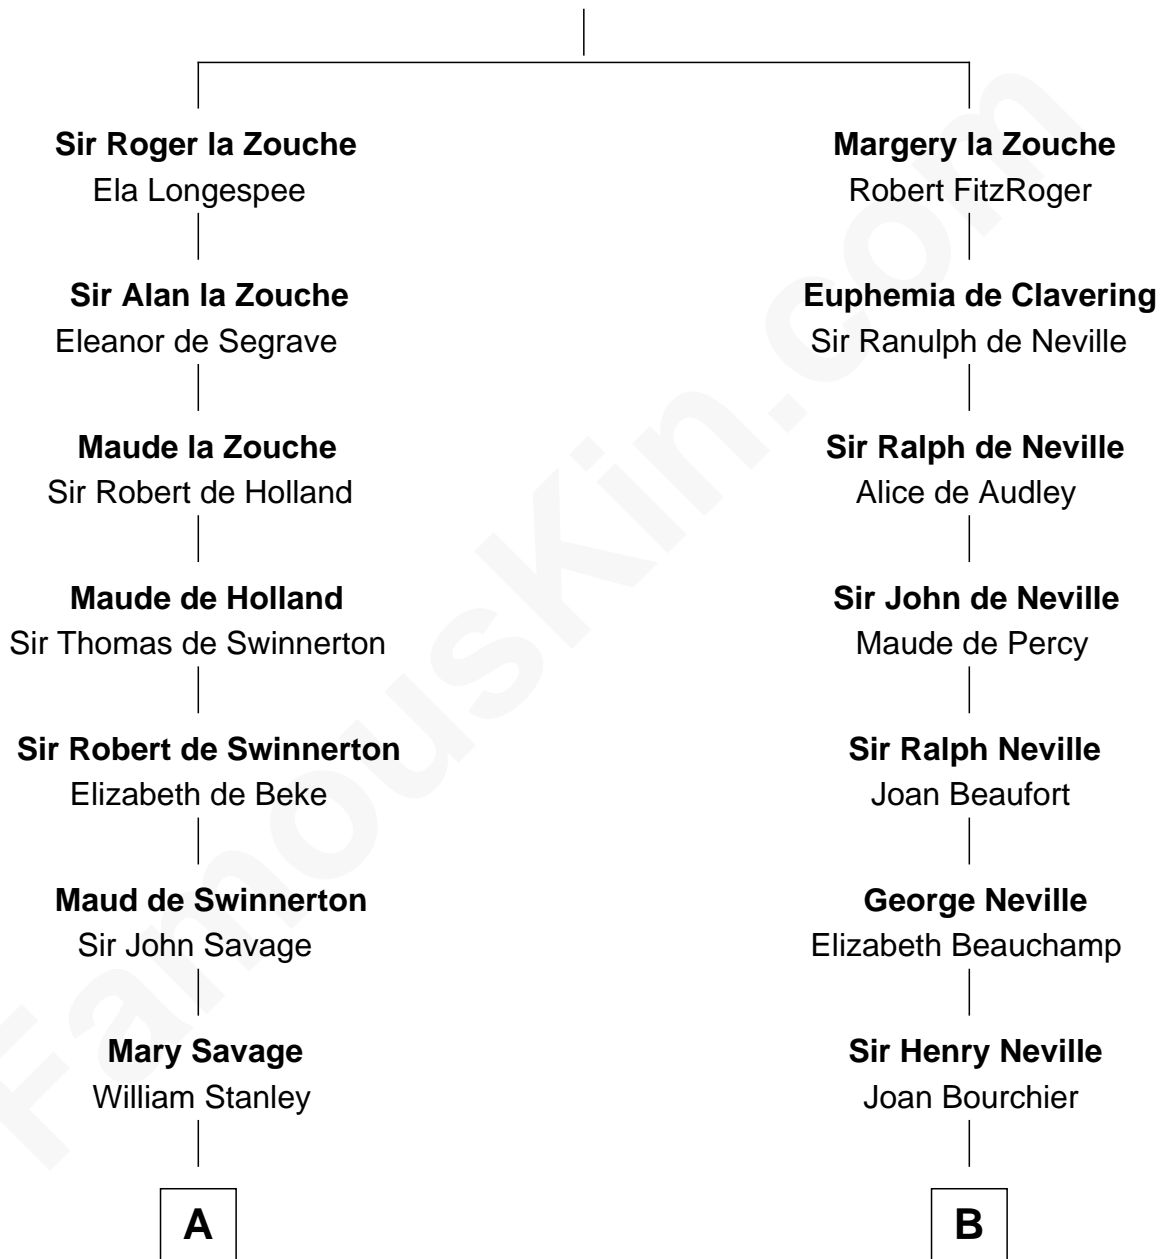 Sir Roger la Zouche
Ela Longespee
Sir Alan la Zouche
Eleanor de Segrave
Maude la Zouche
Sir Robert de Holland
Maude de Holland
Sir Thomas de Swinnerton
Sir Robert de Swinnerton
Elizabeth de Beke
Maud de Swinnerton
Sir John Savage
Mary Savage
William Stanley
A
Margery la Zouche
Robert FitzRoger
Euphemia de Clavering
Sir Ranulph de Neville
Sir Ralph de Neville
Alice de Audley
Sir John de Neville
Maude de Percy
Sir Ralph Neville
Joan Beaufort
George Neville
Elizabeth Beauchamp
Sir Henry Neville
Joan Bourchier
B
FamousKin.com